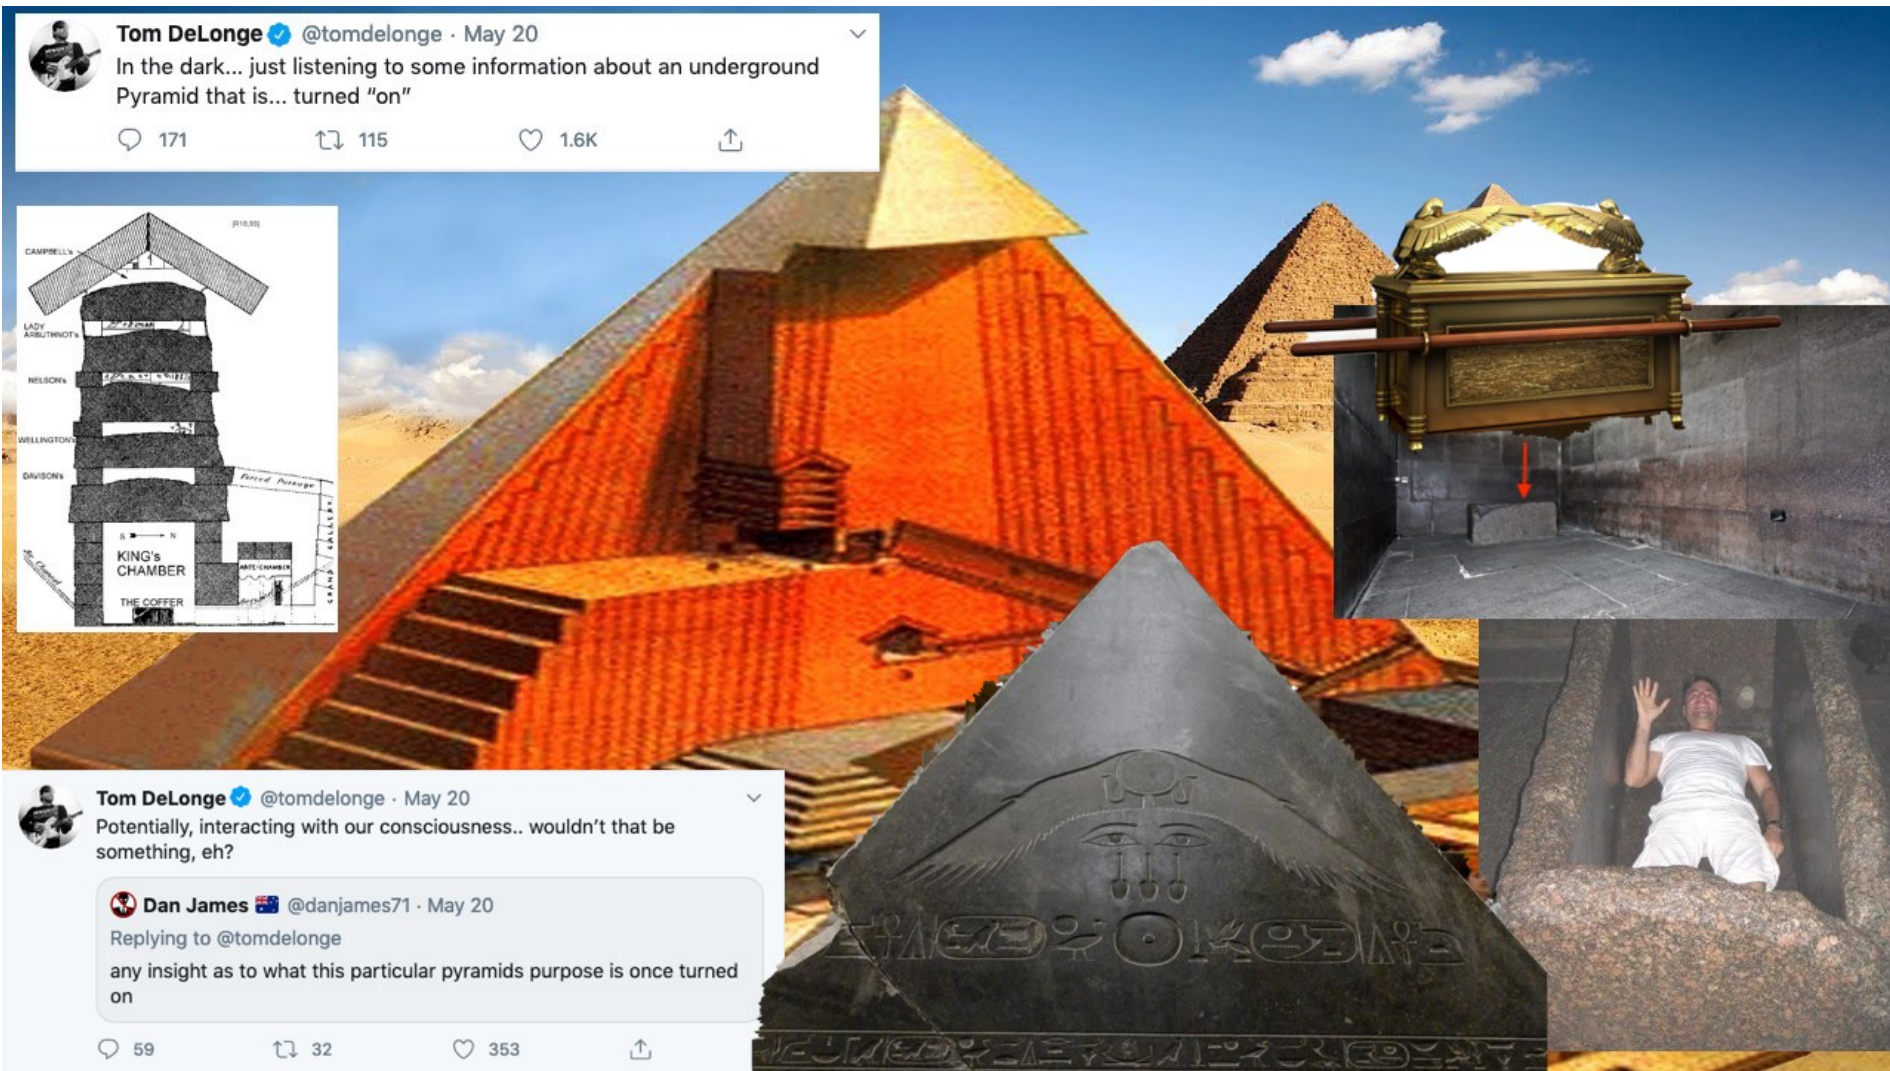 Tom DeLonge @tomdelonge · May 20
In the dark... just listening to some information about an underground
Pyramid that is... turned “on”
171 115 1.6K
[R16,93]
CAMPBELL's
LADY
ARBUTHNOT's
NELSON's
WELLINGTON's
DAVISON's
Forced Passage
S N
KING's
CHAMBER
ANTE-CHAMBER
GRAND GALLERY
THE COFFER
Tom DeLonge @tomdelonge · May 20
Potentially, interacting with our consciousness.. wouldn’t that be
something, eh?
Dan James @danjames71 · May 20
Replying to @tomdelonge
any insight as to what this particular pyramids purpose is once turned
on
59 32 353